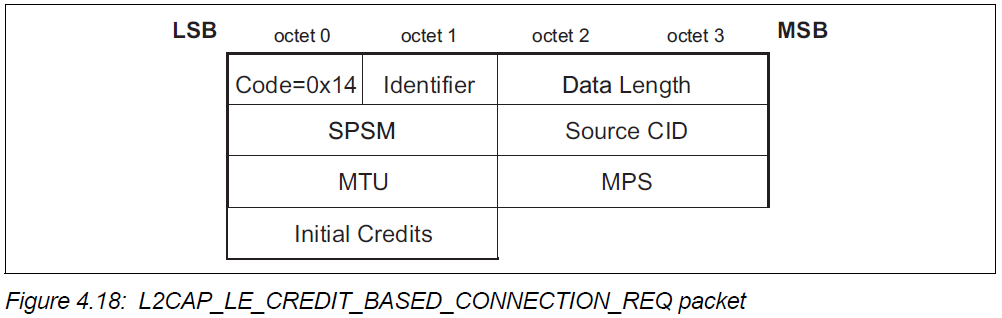 LSB octet 0 octet 1 octet 2 octet 3 MSB
Code=0x14 Identifier Data Length
SPSM Source CID
MTU MPS
Initial Credits
Figure 4.18: L2CAP_LE_CREDIT_BASED_CONNECTION_REQ packet